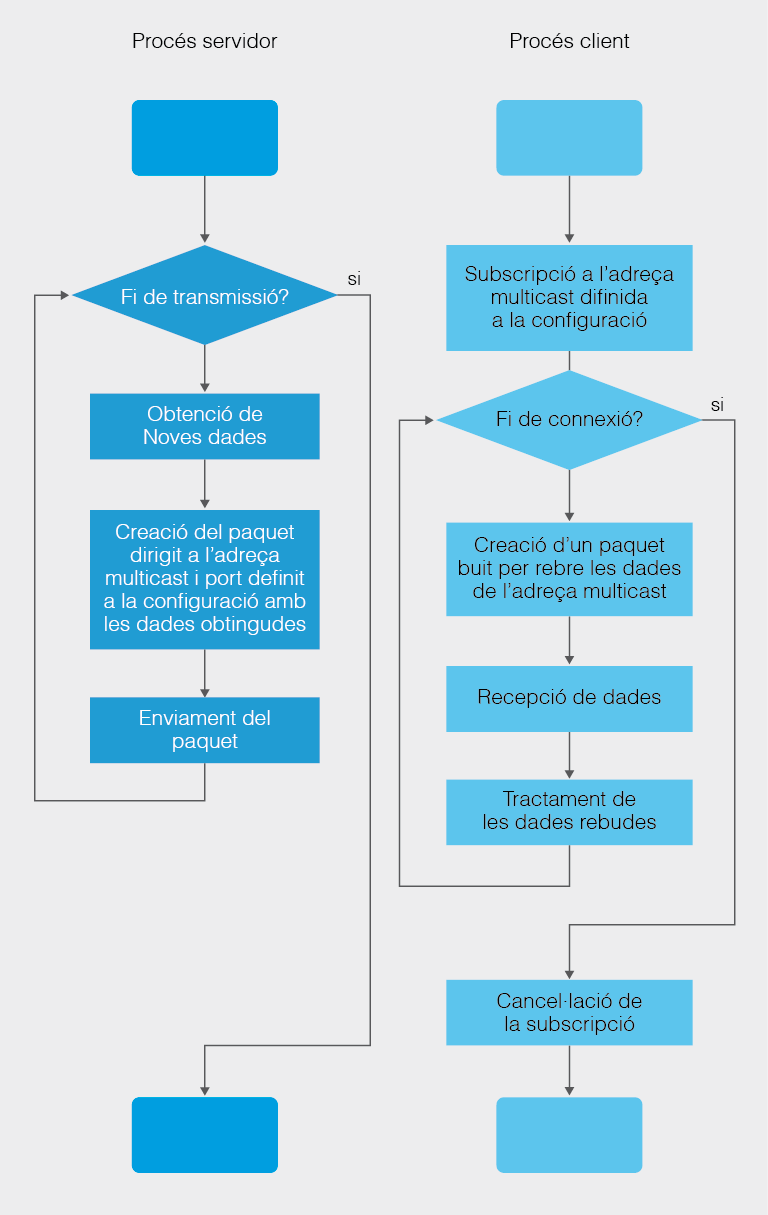 Procés servidor
Fi de transmissió?
si
Obtenció de
Noves dades
Creació del paquet
dirigit a l’adreça
multicast i port definit
a la configuració amb
les dades obtingudes
Enviament del
paquet
Procés client
Subscripció a l’adreça
multicast difinida
a la configuració
Fi de connexió?
si
Creació d’un paquet
buit per rebre les dades
de l’adreça multicast
Recepció de dades
Tractament de
les dades rebudes
Cancel·lació de
la subscripció